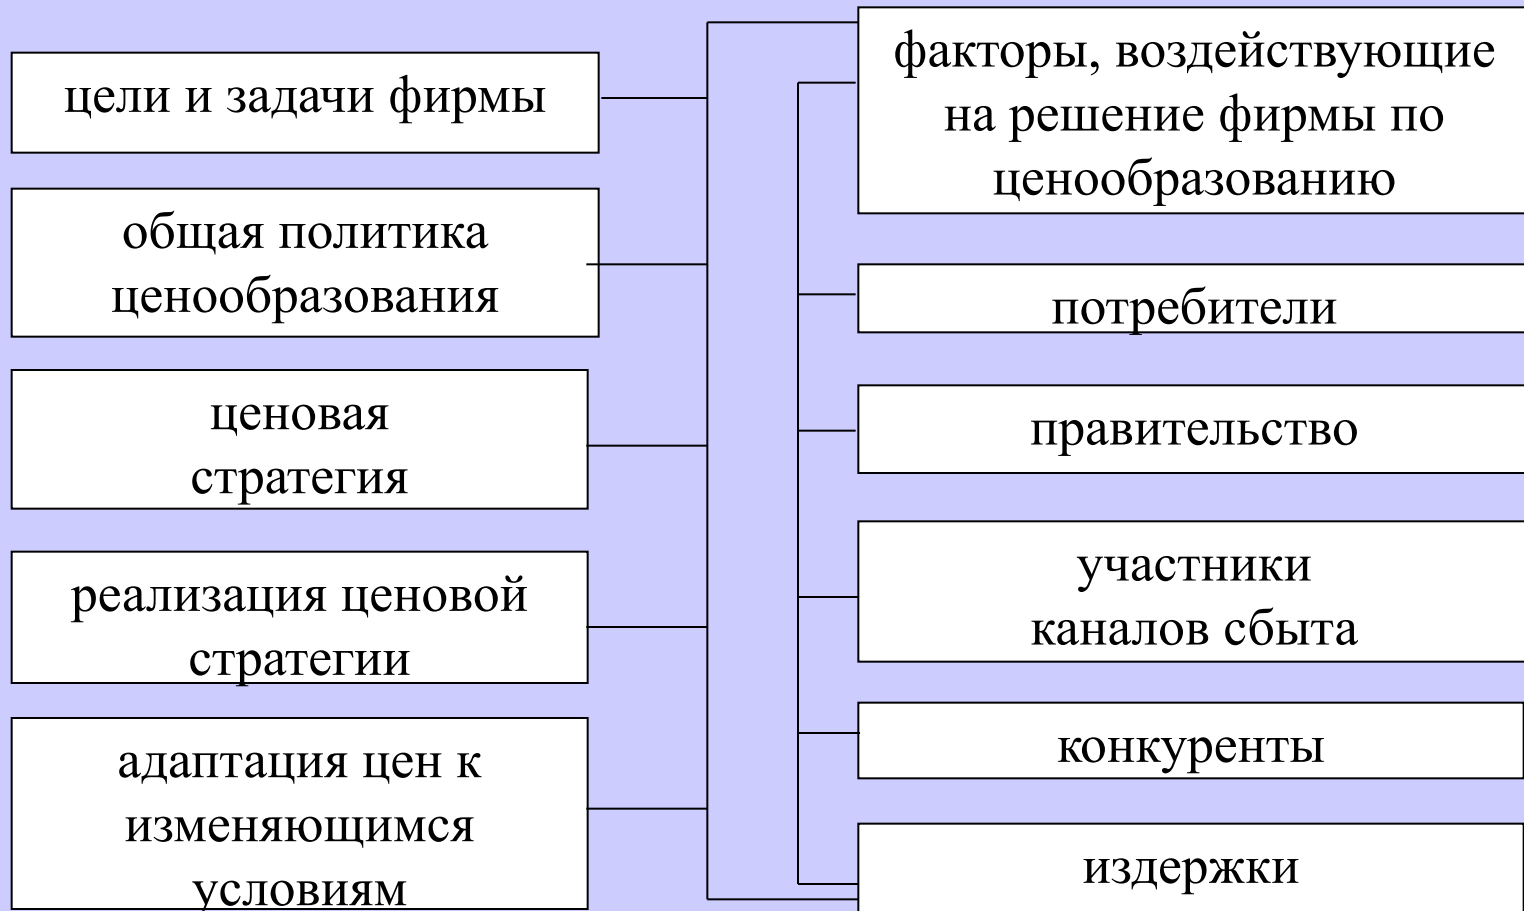 цели и задачи фирмы
общая политика
ценообразования
ценовая
стратегия
реализация ценовой
стратегии
адаптация цен к
изменяющимся
условиям
факторы, воздействующие
на решение фирмы по
ценообразованию
потребители
правительство
участники
каналов сбыта
конкуренты
издержки